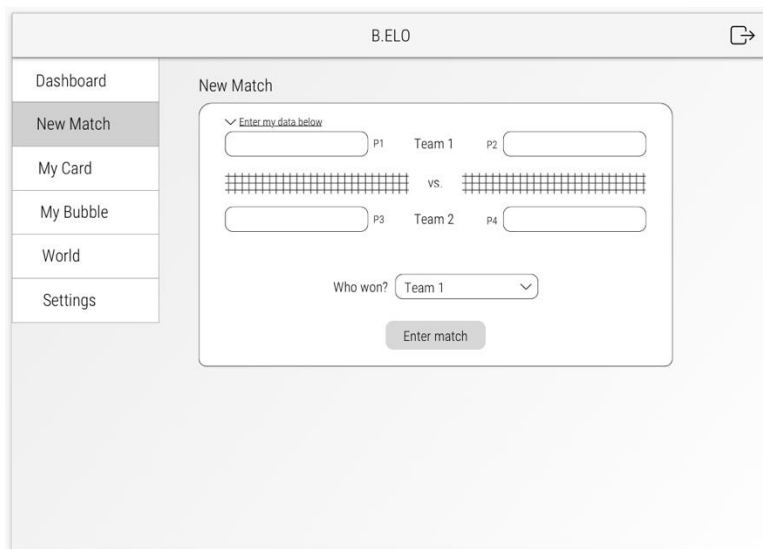 B.ELO
Dashboard
New Match
My Card
My Bubble
World
Settings
New Match
Enter my data below
P1 Team 1 P2
vs.
P3 Team 2 P4
Who won? Team 1
Enter match